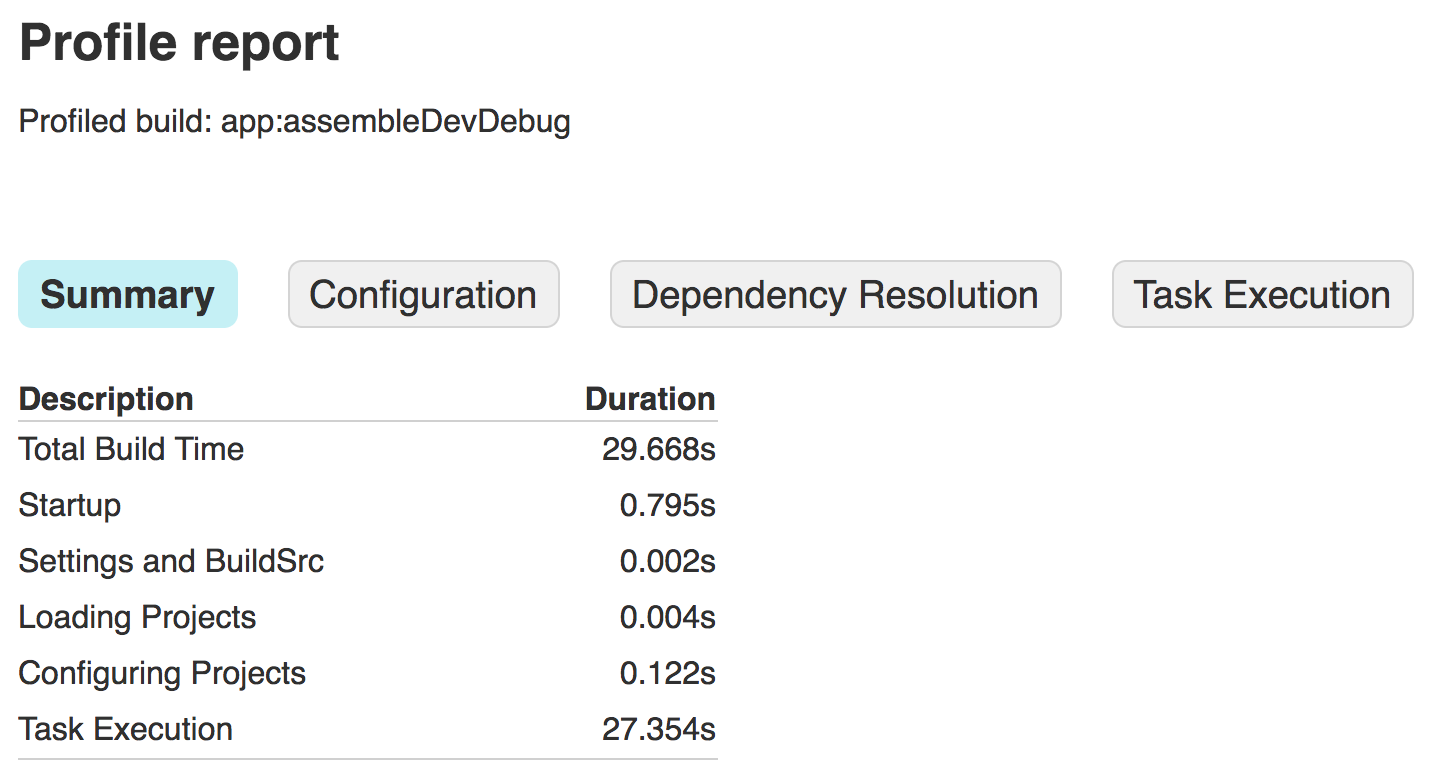 Profile report
Profiled build: app:assembleDevDebug
Summary Configuration Dependency Resolution Task Execution
Description Duration
Total Build Time 29.668s
Startup 0.795s
Settings and BuildSrc 0.002s
Loading Projects 0.004s
Configuring Projects 0.122s
Task Execution 27.354s